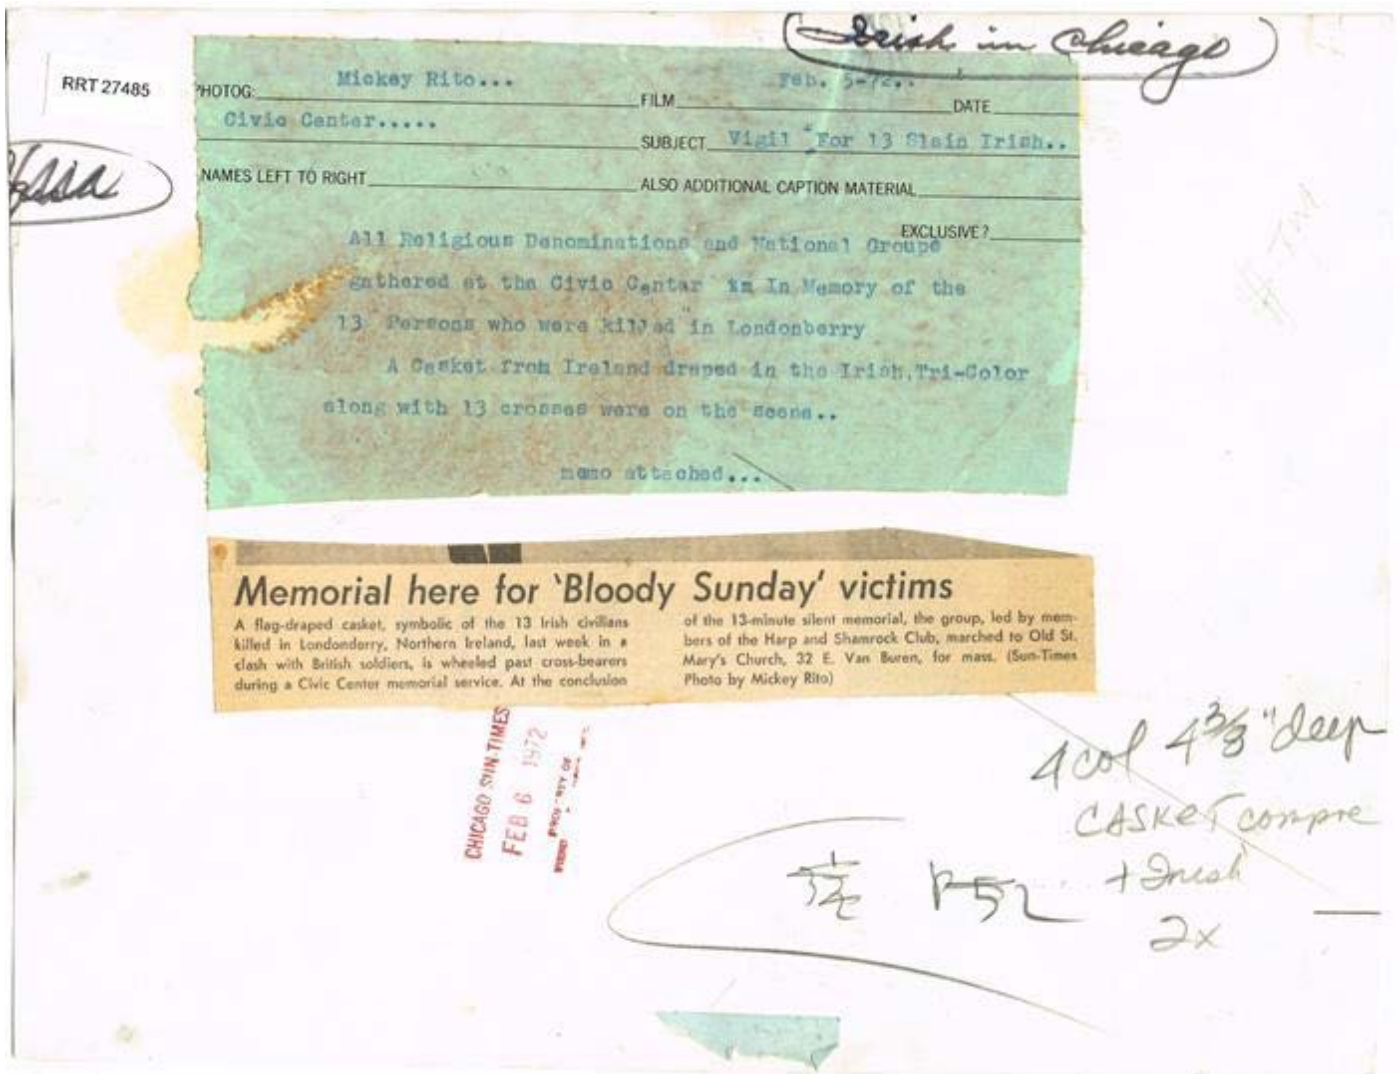 Irish in Chicago
RRT 27485
PHOTOG: Mickey Rito... FILM Feb. 5-72.. DATE
Civic Center.....
SUBJECT Vigil "For 13 Slain Irish..
NAMES LEFT TO RIGHT ALSO ADDITIONAL CAPTION MATERIAL
EXCLUSIVE?
All Religious Denominations and National Groups
gathered at the Civic Center in In Memory of the
13 Persons who were killed in Londonberry
A Casket from Ireland draped in the Irish,Tri-Color
along with 13 crosses were on the scene..
memo attached...
Memorial here for 'Bloody Sunday' victims
A flag-draped casket, symbolic of the 13 Irish civilians
killed in Londonderry, Northern Ireland, last week in a
clash with British soldiers, is wheeled past cross-bearers
during a Civic Center memorial service. At the conclusion
of the 13-minute silent memorial, the group, led by mem-
bers of the Harp and Shamrock Club, marched to Old St.
Mary's Church, 32 E. Van Buren, for mass. (Sun-Times
Photo by Mickey Rito)
CHICAGO SUN-TIMES
FEB 6 1972
PROPERTY OF
4 col 4 3/8" deep
CASKET
+ Irish
2x